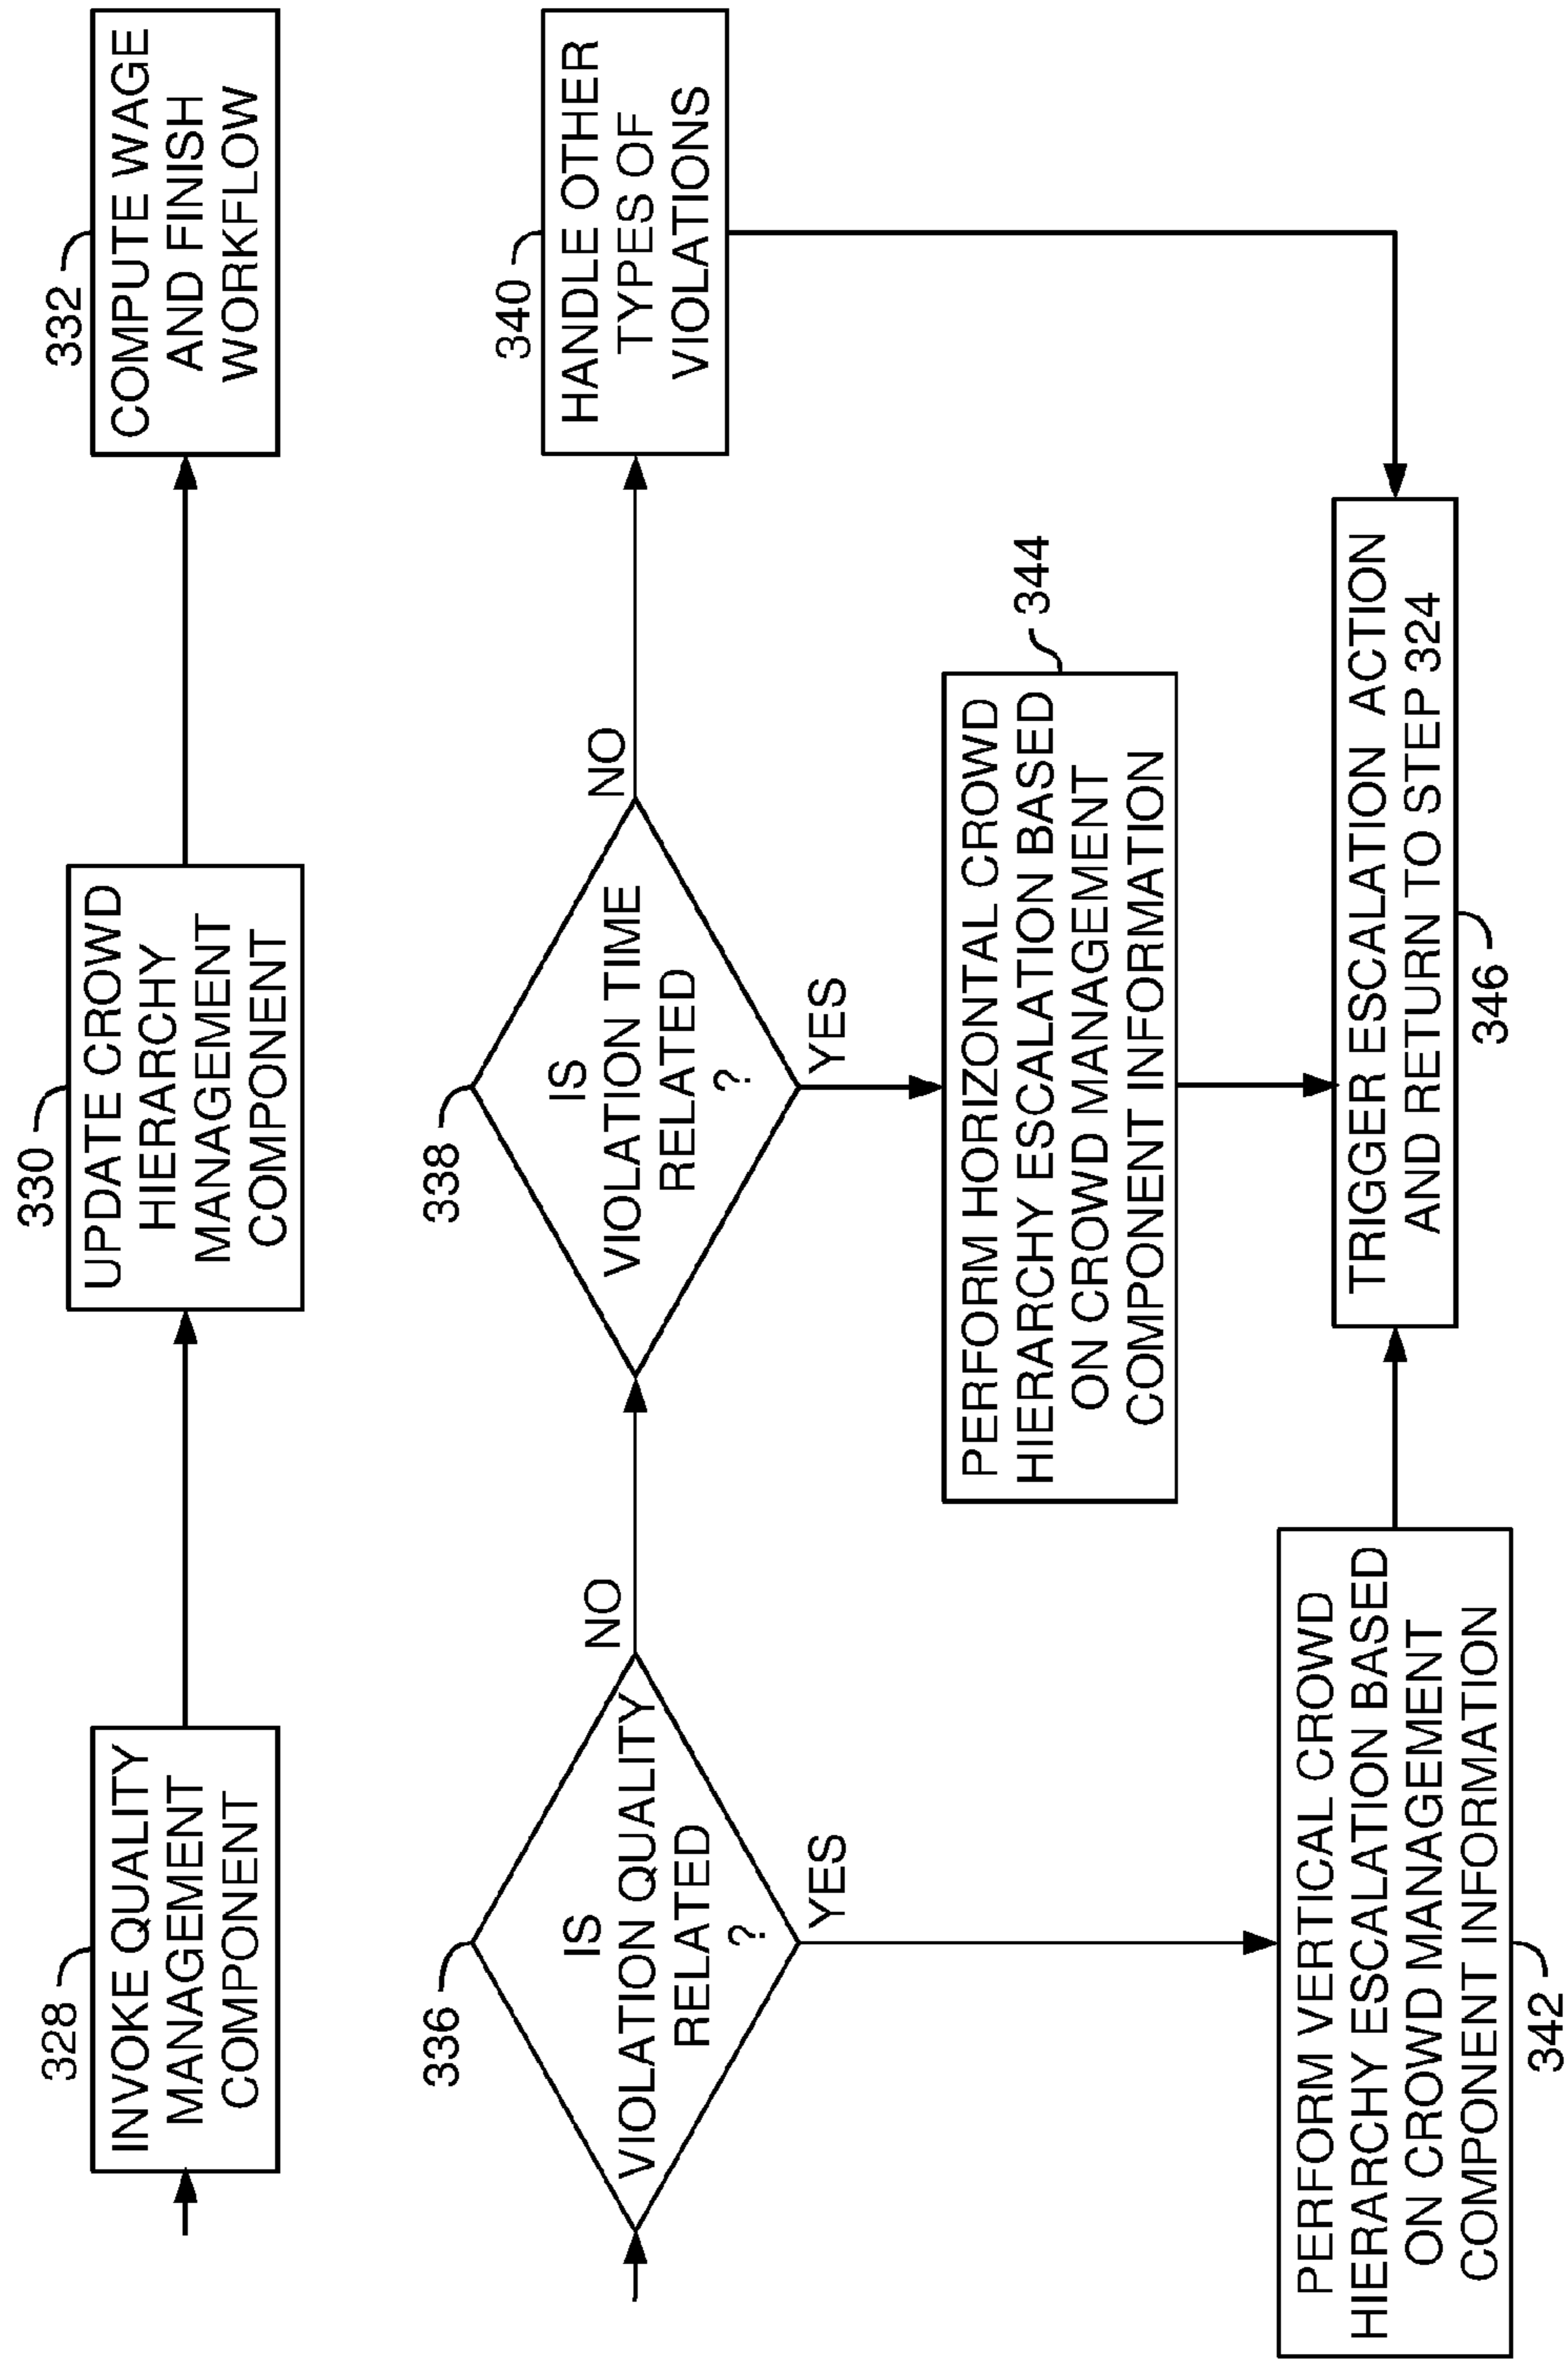 328
INVOKE QUALITY
MANAGEMENT
COMPONENT
330
UPDATE CROWD
HIERARCHY
MANAGEMENT
COMPONENT
332
COMPUTE WAGE
AND FINISH
WORKFLOW
336
IS
VIOLATION QUALITY
RELATED
?
NO
YES
338
IS
VIOLATION TIME
RELATED
?
NO
YES
340
HANDLE OTHER
TYPES OF
VIOLATIONS
344
PERFORM HORIZONTAL CROWD
HIERARCHY ESCALATION BASED
ON CROWD MANAGEMENT
COMPONENT INFORMATION
PERFORM VERTICAL CROWD
HIERARCHY ESCALATION BASED
ON CROWD MANAGEMENT
COMPONENT INFORMATION
342
TRIGGER ESCALATION ACTION
AND RETURN TO STEP 324
346